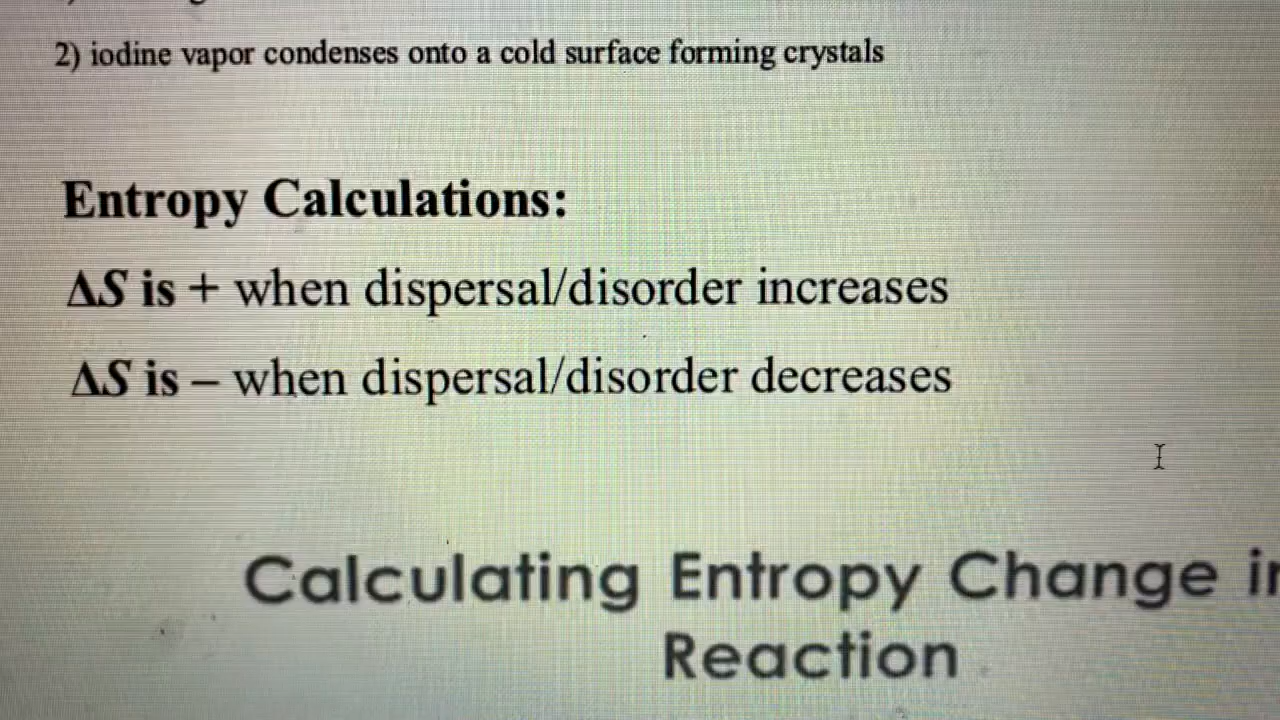 2) iodine vapor condenses onto a cold surface forming crystals
Entropy Calculations:
ΔS is + when dispersal/disorder increases
ΔS is – when dispersal/disorder decreases
Calculating Entropy Change
Reaction